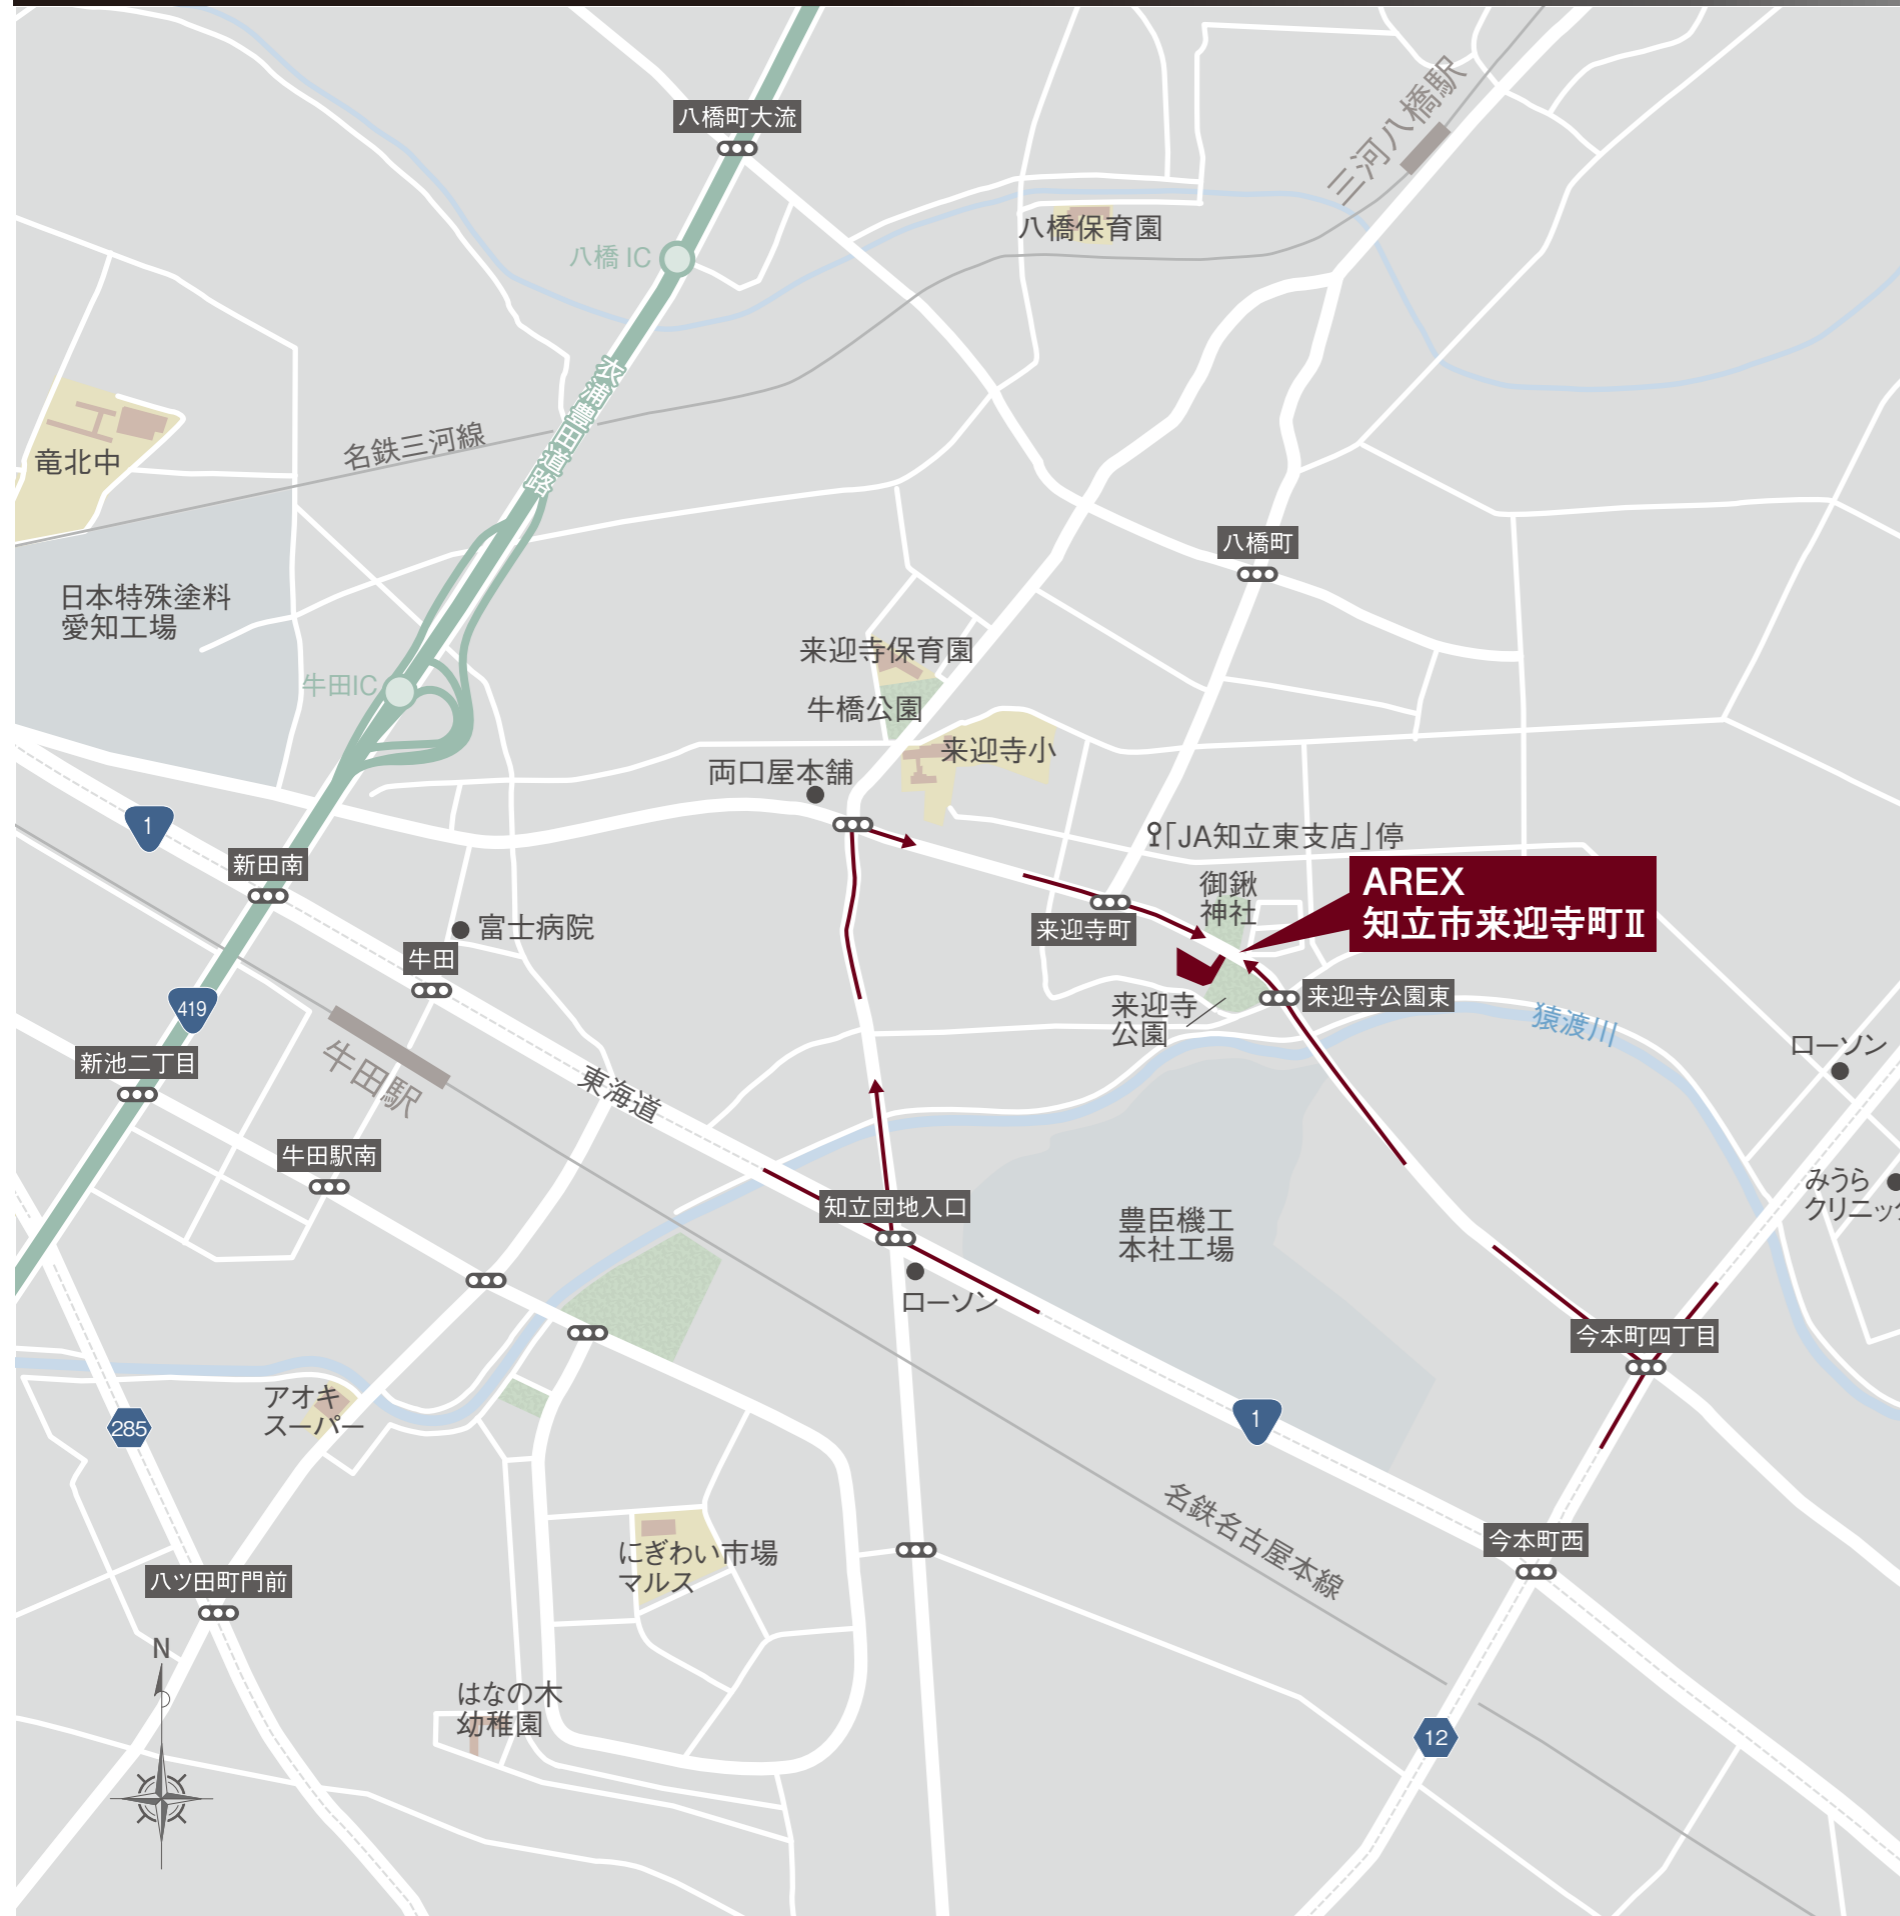 八橋町大流
三河八橋駅
八橋保育園
八橋 IC
衣浦豊田道路
名鉄三河線
竜北中
八橋町
日本特殊塗料
愛知工場
来迎寺保育園
牛田IC
牛橋公園
来迎寺小
両口屋本舗
1
「JA知立東支店」停
新田南
AREX
知立市来迎寺町Ⅱ
御鍬
神社
富士病院
来迎寺町
牛田
来迎寺公園東
419
来迎寺
公園
猿渡川
ローソン
新池二丁目
牛田駅
東海道
牛田駅南
みうら
クリニック
知立団地入口
豊臣機工
本社工場
ローソン
今本町四丁目
アオキ
スーパー
285
1
名鉄名古屋本線
今本町西
にぎわい市場
マルス
八ツ田町門前
N
はなの木
幼稚園
12